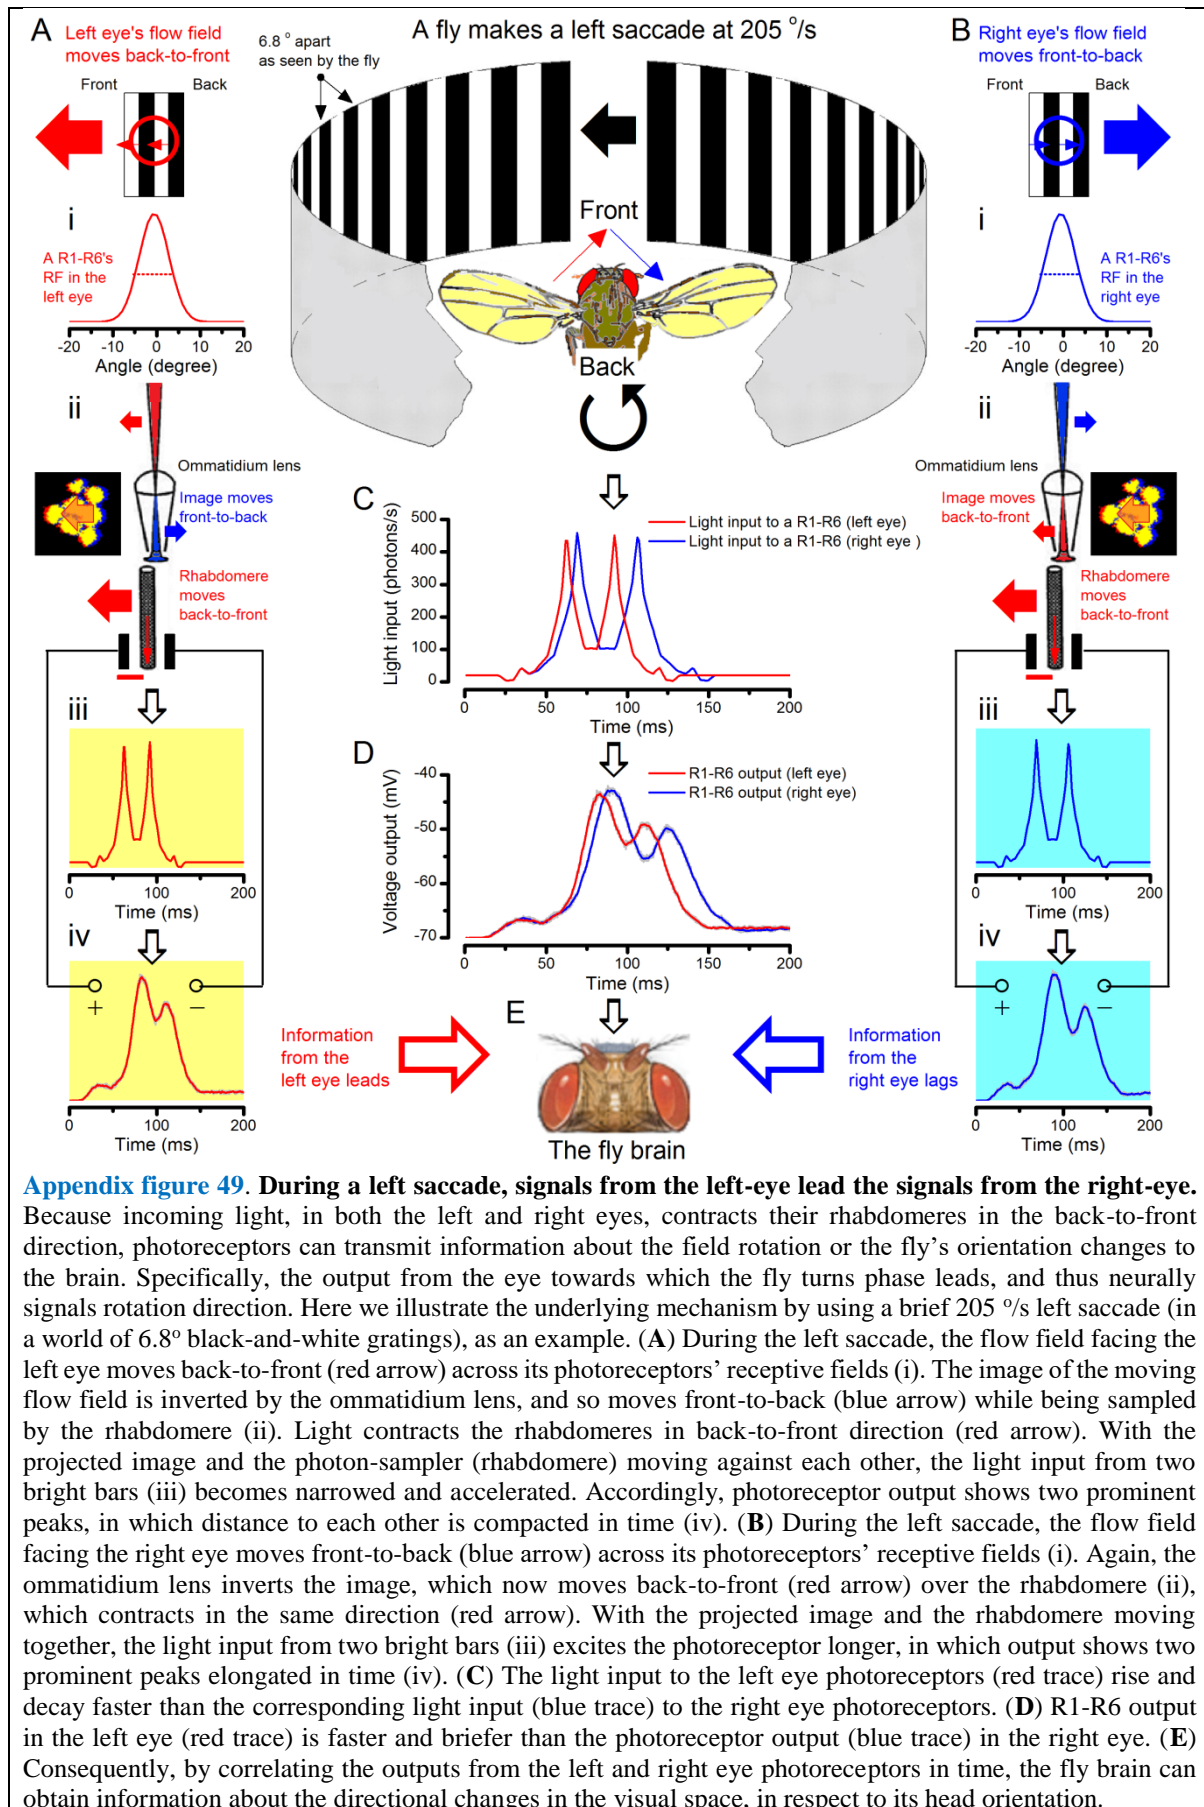 A
Left eye's flow field
moves back-to-front
Front
Back
6.8 ° apart
as seen by the fly
A fly makes a left saccade at 205 °/s
B
Right eye's flow field
moves front-to-back
Front
Back
Front
Back
i
A R1-R6's
RF in the
left eye
-20 -10 0 10 20
Angle (degree)
i
A R1-R6's
RF in the
right eye
-20 -10 0 10 20
Angle (degree)
ii
Ommatidium lens
Image moves
front-to-back
Rhabdomere
moves
back-to-front
ii
Ommatidium lens
Image moves
back-to-front
Rhabdomere
moves
back-to-front
C
Light input to a R1-R6 (left eye)
Light input to a R1-R6 (right eye )
Light input (photons/s)
500
400
300
200
100
0
0 50 100 150 200
Time (ms)
iii
0 100 200
Time (ms)
iii
0 100 200
Time (ms)
D
R1-R6 output (left eye)
R1-R6 output (right eye)
Voltage output (mV)
-40
-50
-60
-70
0 50 100 150 200
Time (ms)
iv
+ −
0 100 200
Time (ms)
iv
+ −
0 100 200
Time (ms)
Information
from the
left eye leads
E
Information
from the
right eye lags
The fly brain
Appendix figure 49. During a left saccade, signals from the left-eye lead the signals from the right-eye.
Because incoming light, in both the left and right eyes, contracts their rhabdomeres in the back-to-front
direction, photoreceptors can transmit information about the field rotation or the fly's orientation changes to
the brain. Specifically, the output from the eye towards which the fly turns phase leads, and thus neurally
signals rotation direction. Here we illustrate the underlying mechanism by using a brief 205 °/s left saccade (in
a world of 6.8° black-and-white gratings), as an example. (A) During the left saccade, the flow field facing the
left eye moves back-to-front (red arrow) across its photoreceptors' receptive fields (i). The image of the moving
flow field is inverted by the ommatidium lens, and so moves front-to-back (blue arrow) while being sampled
by the rhabdomere (ii). Light contracts the rhabdomeres in back-to-front direction (red arrow). With the
projected image and the photon-sampler (rhabdomere) moving against each other, the light input from two
bright bars (iii) becomes narrowed and accelerated. Accordingly, photoreceptor output shows two prominent
peaks, in which distance to each other is compacted in time (iv). (B) During the left saccade, the flow field
facing the right eye moves front-to-back (blue arrow) across its photoreceptors' receptive fields (i). Again, the
ommatidium lens inverts the image, which now moves back-to-front (red arrow) over the rhabdomere (ii),
which contracts in the same direction (red arrow). With the projected image and the rhabdomere moving
together, the light input from two bright bars (iii) excites the photoreceptor longer, in which output shows two
prominent peaks elongated in time (iv). (C) The light input to the left eye photoreceptors (red trace) rise and
decay faster than the corresponding light input (blue trace) to the right eye photoreceptors. (D) R1-R6 output
in the left eye (red trace) is faster and briefer than the photoreceptor output (blue trace) in the right eye. (E)
Consequently, by correlating the outputs from the left and right eye photoreceptors in time, the fly brain can
obtain information about the directional changes in the visual space, in respect to its head orientation.